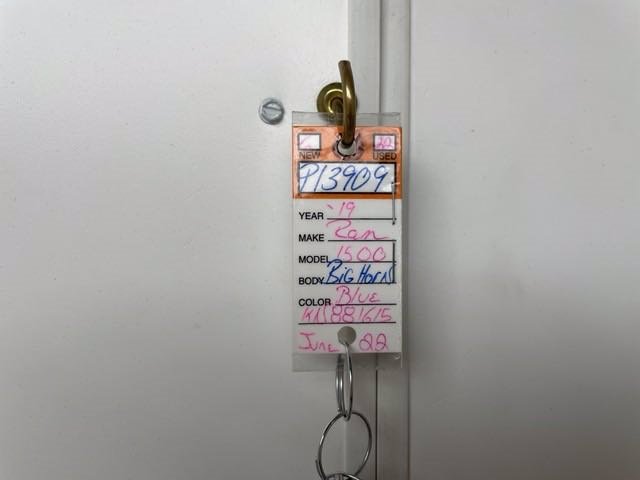 NEW USED
P13909
YEAR '19
MAKE Ram
MODEL 1500
BODY Big Horn
COLOR Blue
KN881615
June 22